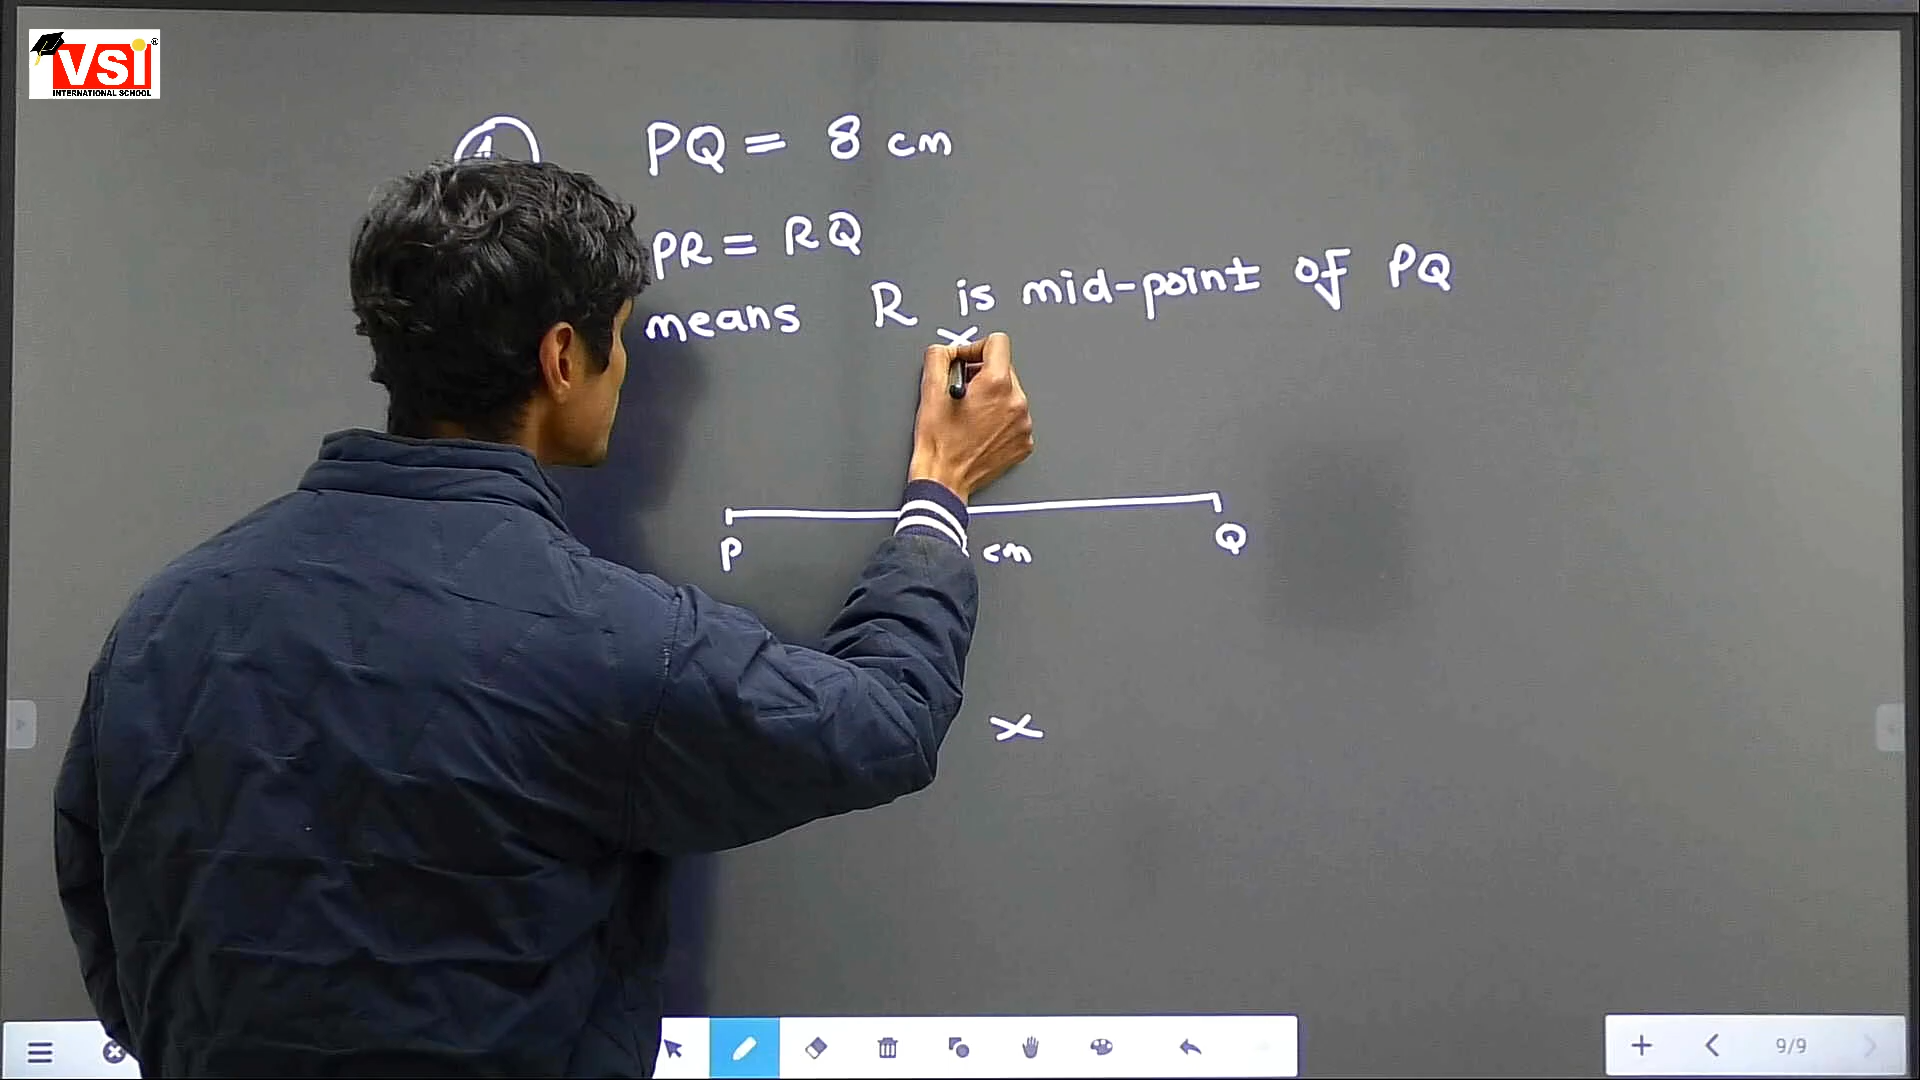 VSI
INTERNATIONAL SCHOOL
PQ = 8 cm
PR = RQ
means R is mid-point of PQ
P cm Q
9/9